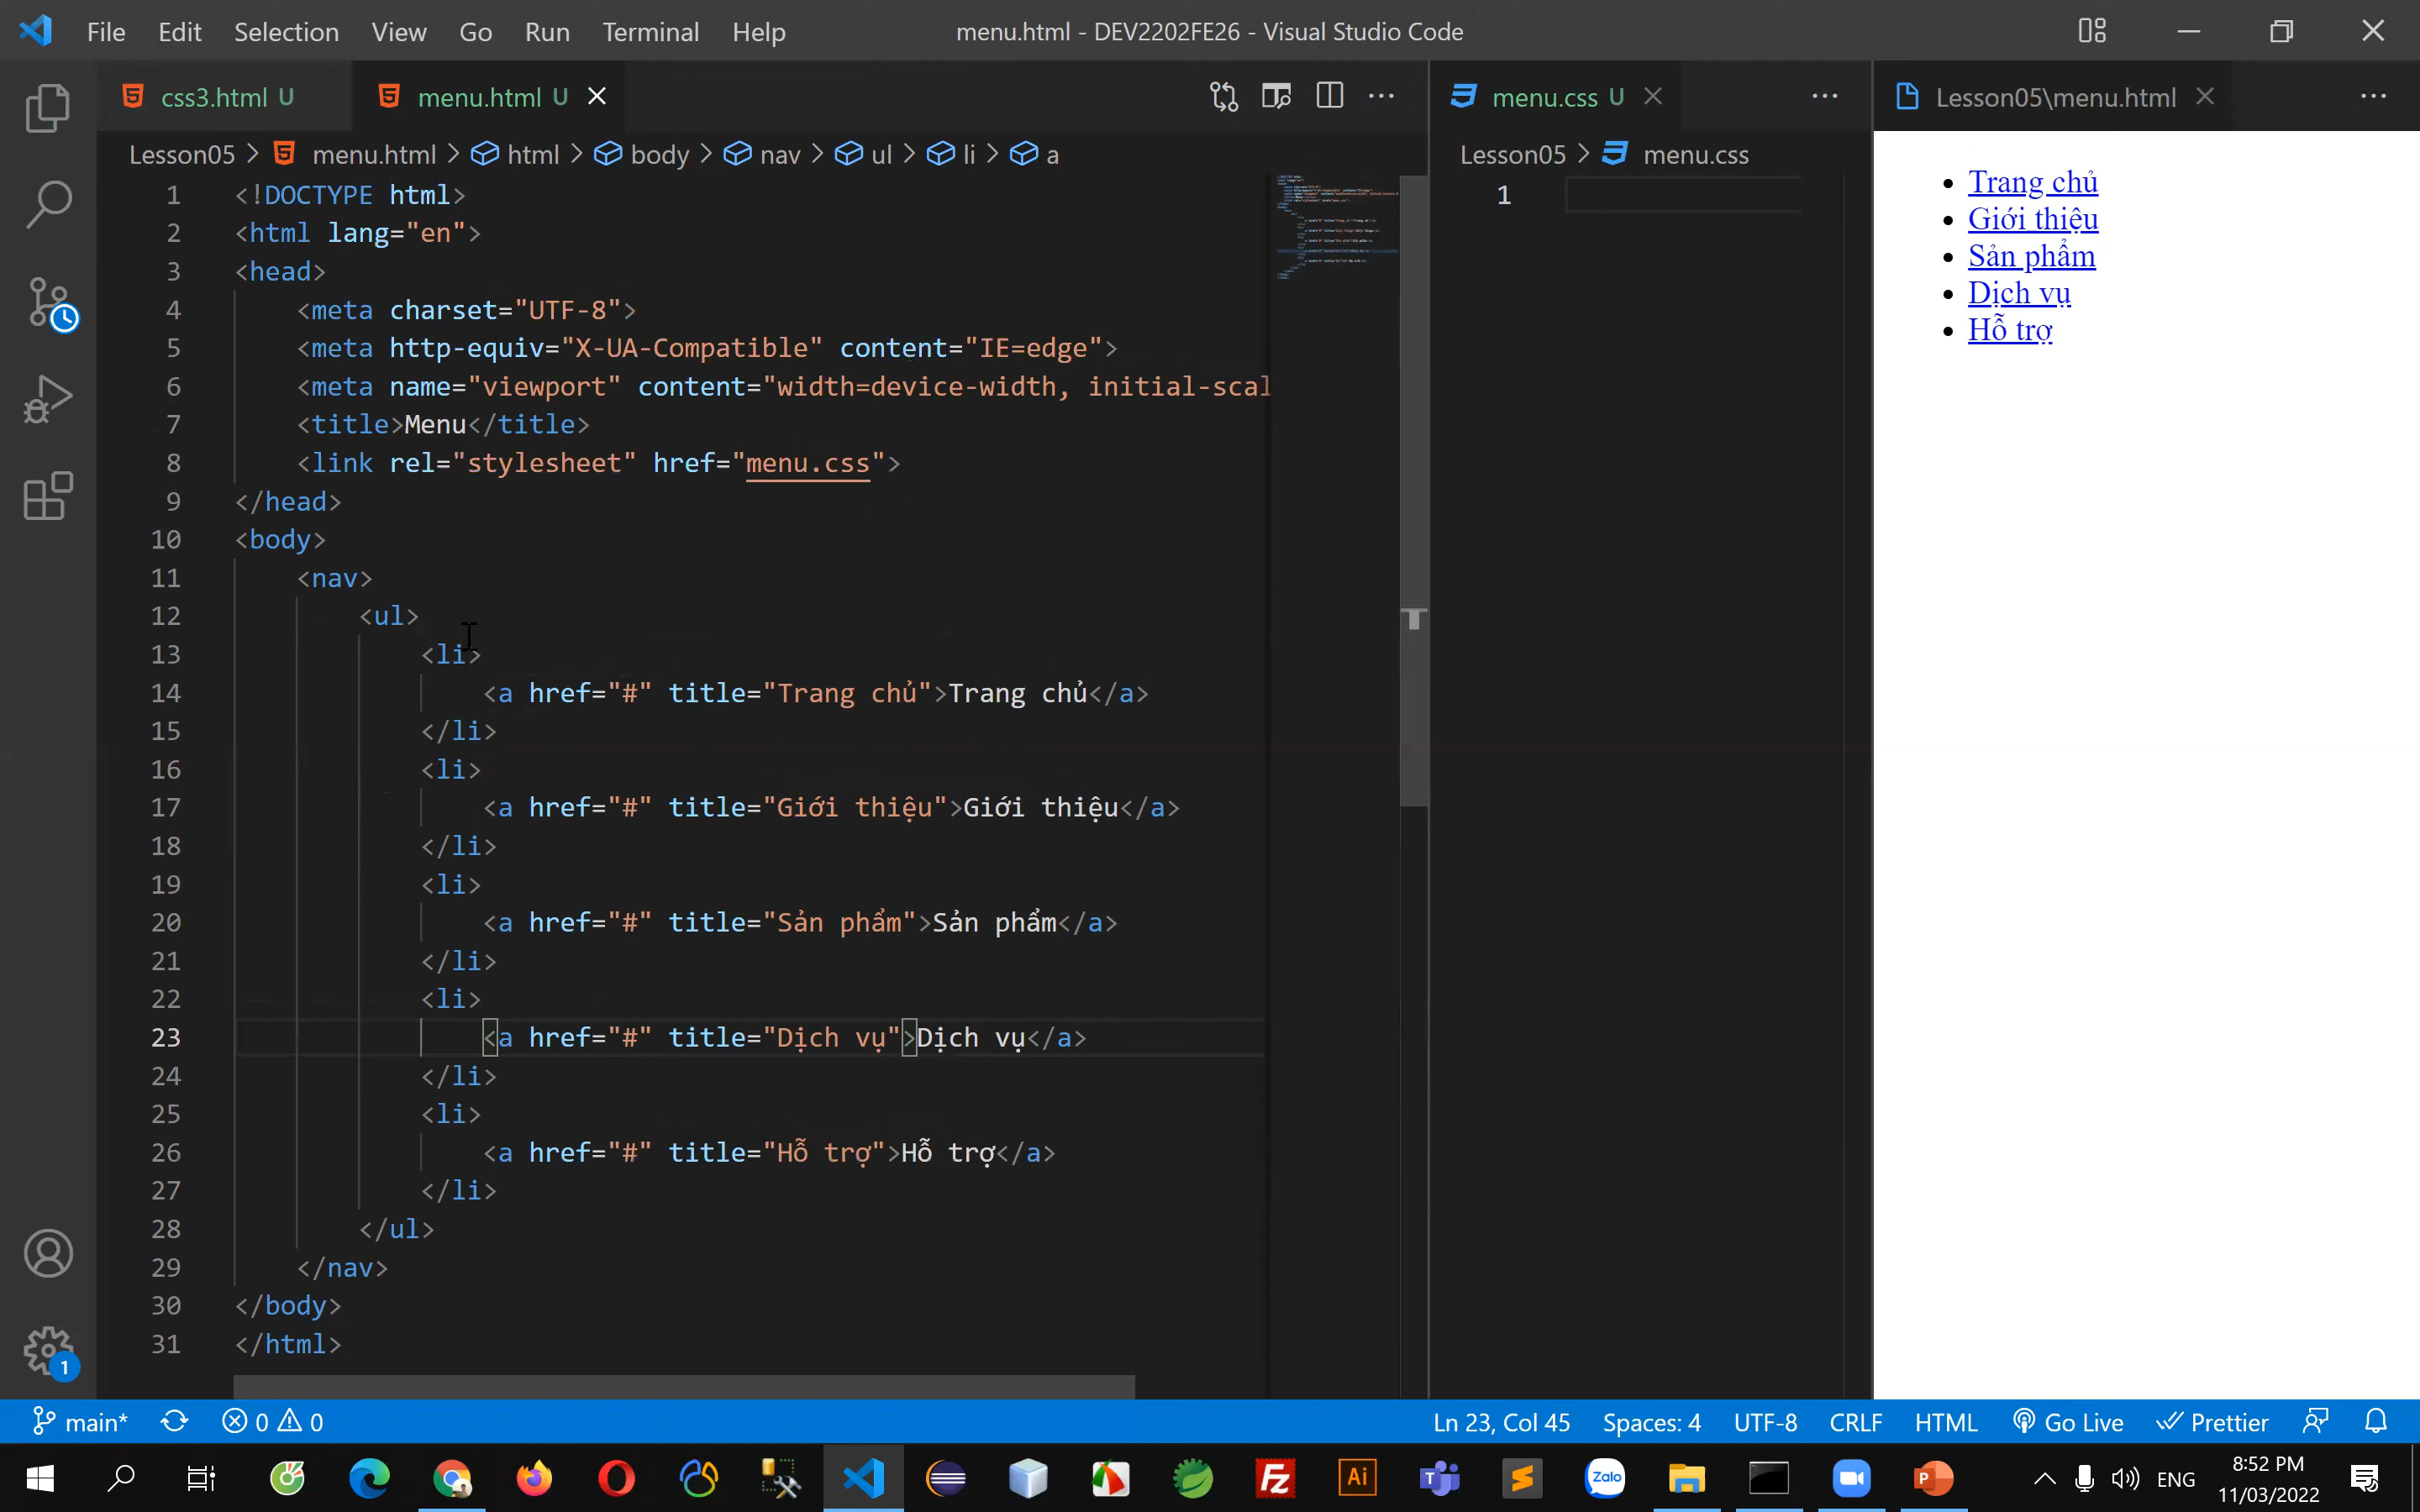 File Edit Selection View Go Run Terminal Help menu.html - DEV2202FE26 - Visual Studio Code
css3.html U menu.html U
Lesson05 > menu.html > html > body > nav > ul > li > a
1 <!DOCTYPE html>
2 <html lang="en">
3 <head>
4 <meta charset="UTF-8">
5 <meta http-equiv="X-UA-Compatible" content="IE=edge">
6 <meta name="viewport" content="width=device-width, initial-scal
7 <title>Menu</title>
8 <link rel="stylesheet" href="menu.css">
9 </head>
10 <body>
11 <nav>
12 <ul>
13 <li>
14 <a href="#" title="Trang chủ">Trang chủ</a>
15 </li>
16 <li>
17 <a href="#" title="Giới thiệu">Giới thiệu</a>
18 </li>
19 <li>
20 <a href="#" title="Sản phẩm">Sản phẩm</a>
21 </li>
22 <li>
23 <a href="#" title="Dịch vụ">Dịch vụ</a>
24 </li>
25 <li>
26 <a href="#" title="Hỗ trợ">Hỗ trợ</a>
27 </li>
28 </ul>
29 </nav>
30 </body>
31 </html>
menu.css U
Lesson05 > menu.css
1
Lesson05\menu.html
Trang chủ
Giới thiệu
Sản phẩm
Dịch vụ
Hỗ trợ
1
main* 0 0 Ln 23, Col 45 Spaces: 4 UTF-8 CRLF HTML Go Live Prettier
Fz Ai T Zalo P ENG
8:52 PM
11/03/2022